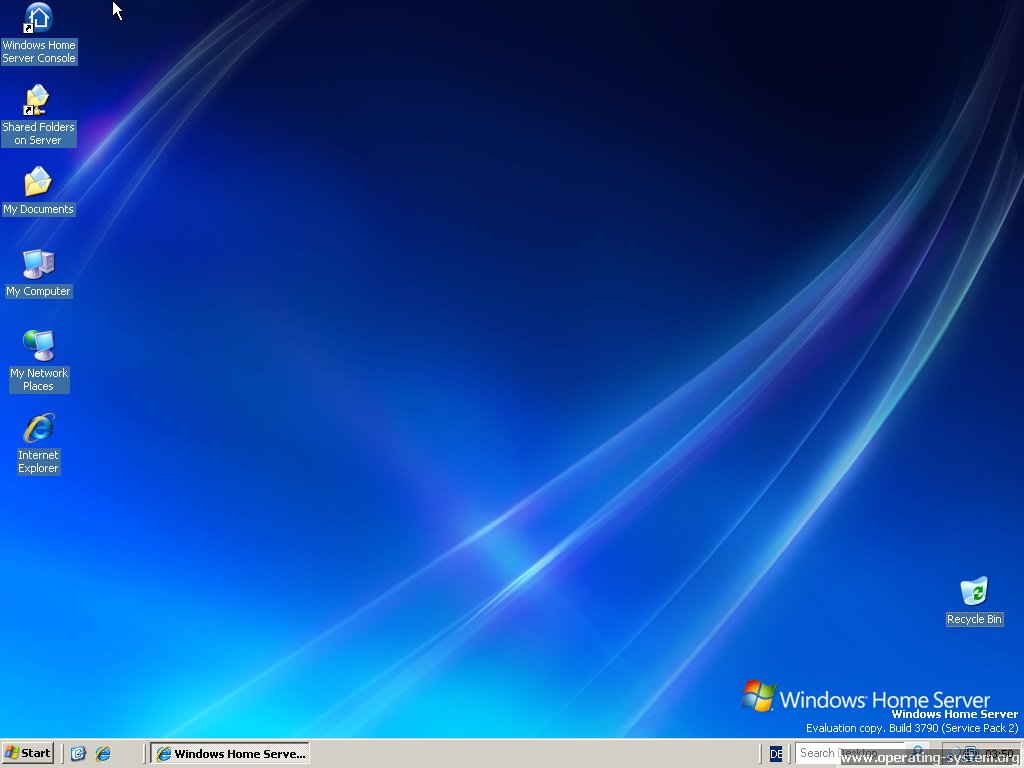 Windows Home
Server Console
Shared Folders
on Server
My Documents
My Computer
My Network
Places
Internet
Explorer
Recycle Bin
Windows Home Server
Windows Home Server
Evaluation copy. Build 3790 (Service Pack 2)
Start
Windows Home Serve...
DE
Search Desktop
03:50
www.operating-system.org